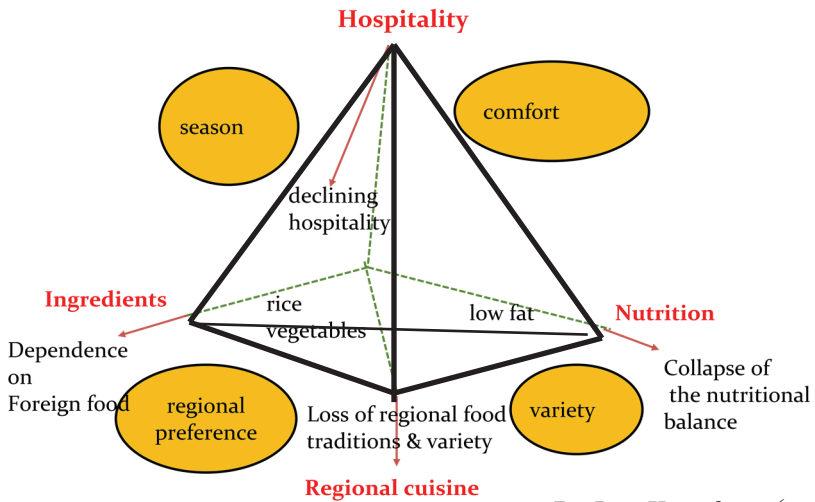 Hospitality
season
comfort
declining
hospitality
Ingredients
rice
vegetables
low fat
Nutrition
Dependence
on
Foreign food
Collapse of
the nutritional
balance
regional
preference
Loss of regional food
traditions & variety
variety
Regional cuisine